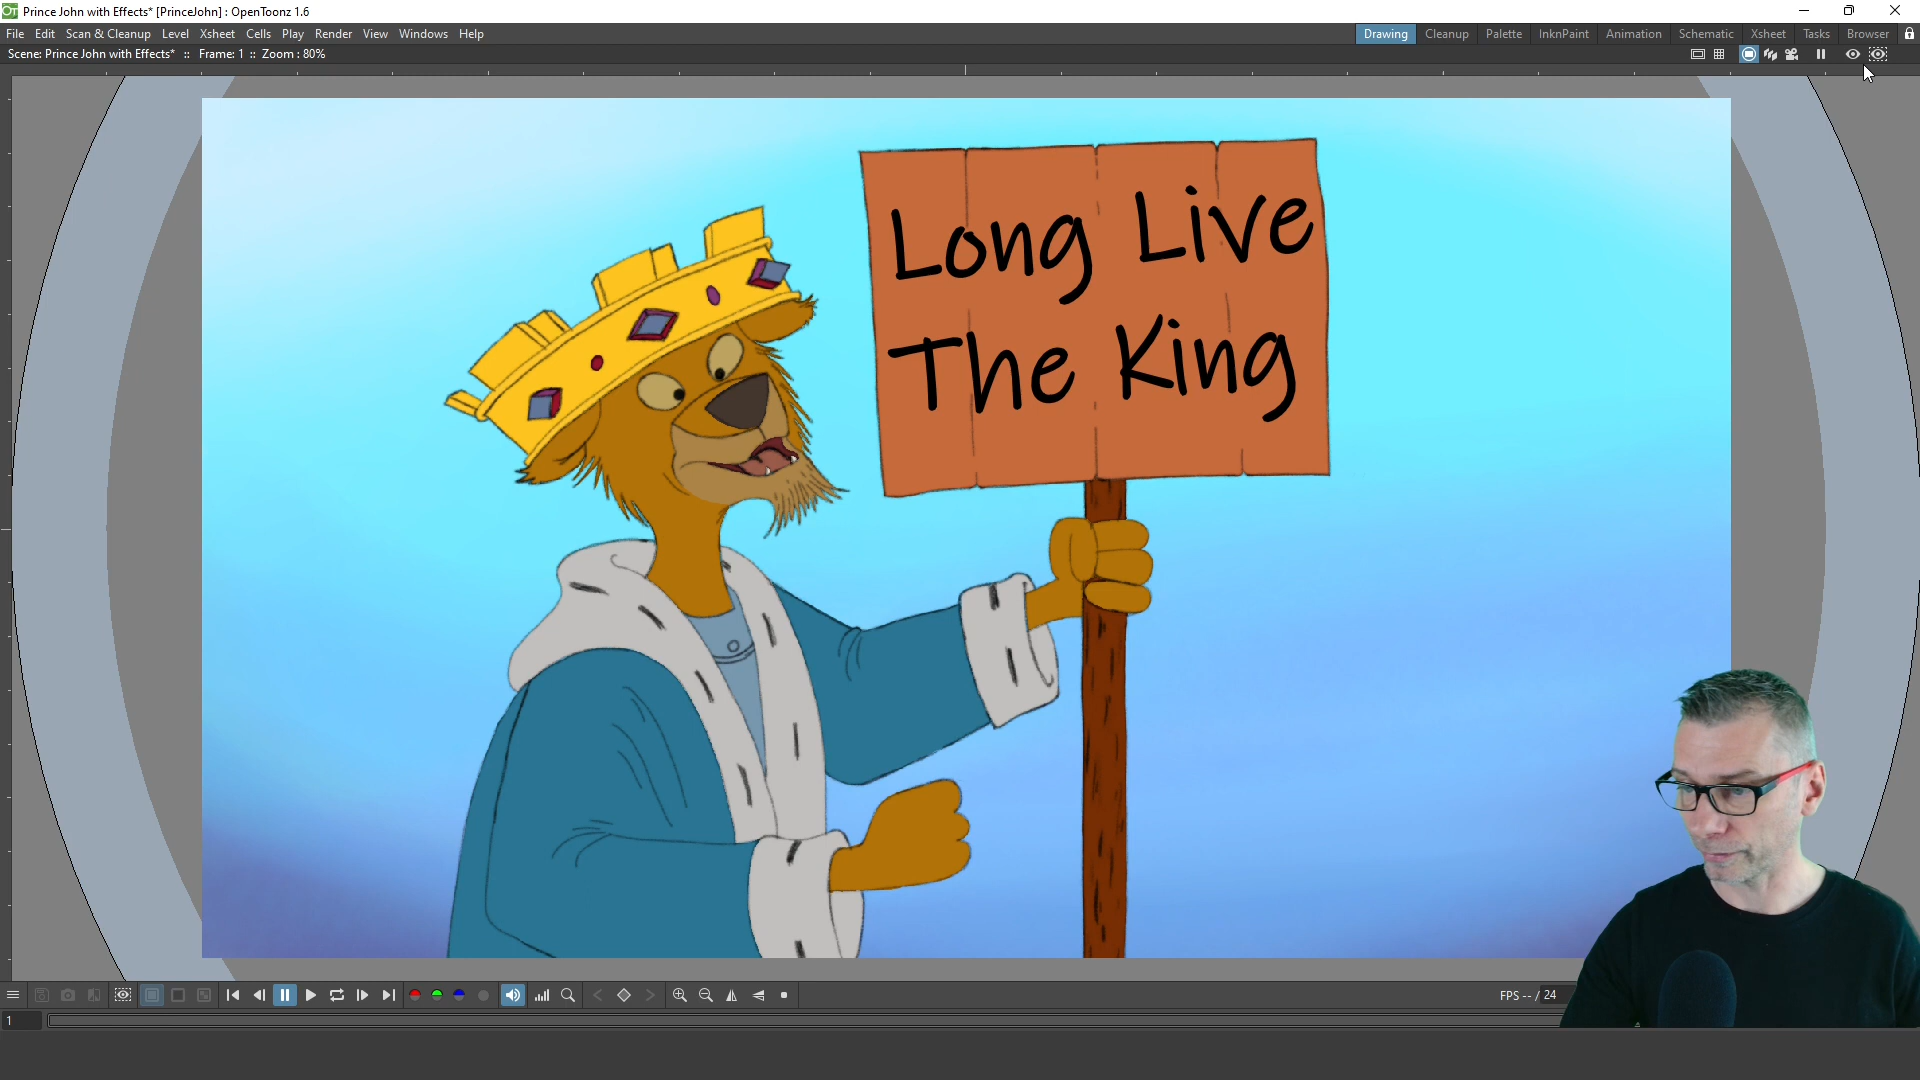 Prince John with Effects* [PrinceJohn] : OpenToonz 1.6
File Edit Scan & Cleanup Level Xsheet Cells Play Render View Windows Help
Drawing Cleanup Palette InknPaint Animation Schematic Xsheet Tasks Browser
Scene: Prince John with Effects* :: Frame: 1 :: Zoom : 80%
Long Live
The King
FPS -- / 24
1